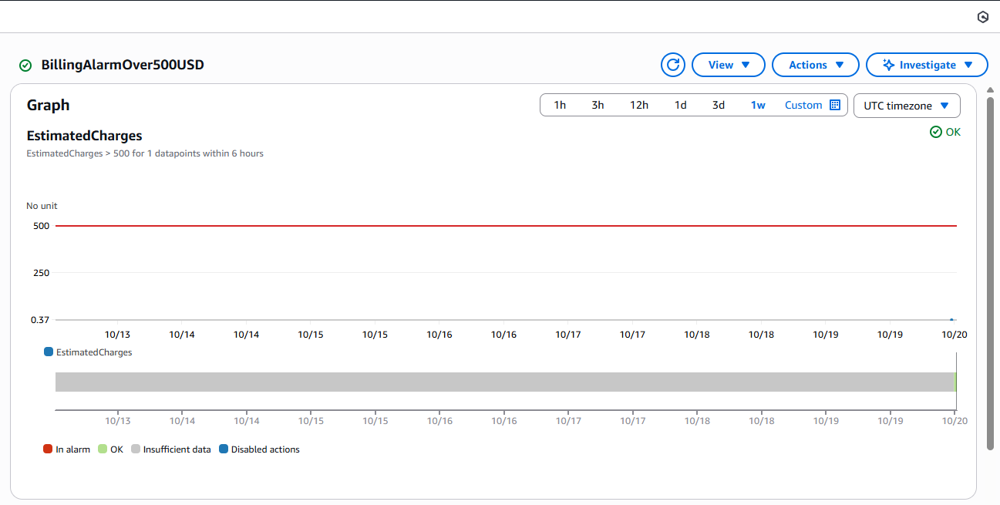 BillingAlarmOver500USD
View
Actions
Investigate
Graph
1h 3h 12h 1d 3d 1w Custom
UTC timezone
EstimatedCharges
OK
EstimatedCharges > 500 for 1 datapoints within 6 hours
No unit
500
250
0.37
10/13 10/14 10/14 10/15 10/15 10/16 10/16 10/17 10/17 10/18 10/18 10/19 10/19 10/20
EstimatedCharges
10/13 10/14 10/14 10/15 10/15 10/16 10/16 10/17 10/17 10/18 10/18 10/19 10/19 10/20
In alarm OK Insufficient data Disabled actions